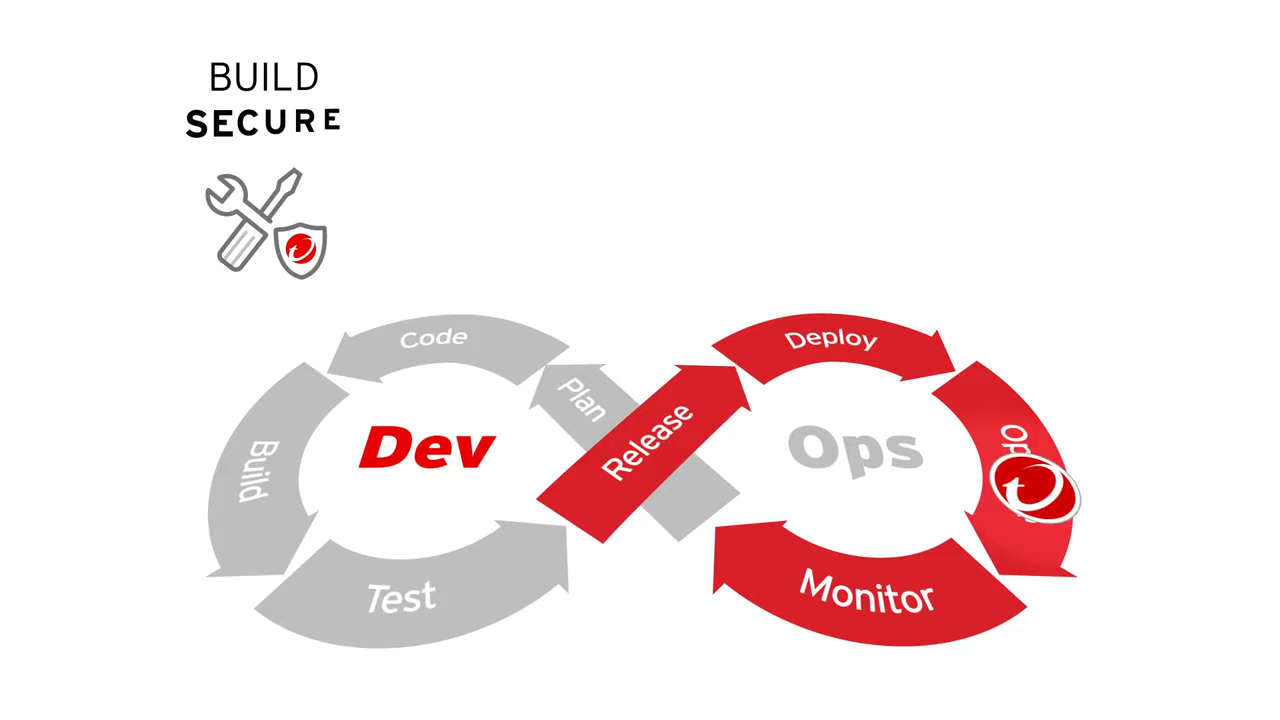 BUILD
SECURE
Code
Deploy
Plan
Release
Dev
Ops
Build
Test
Monitor